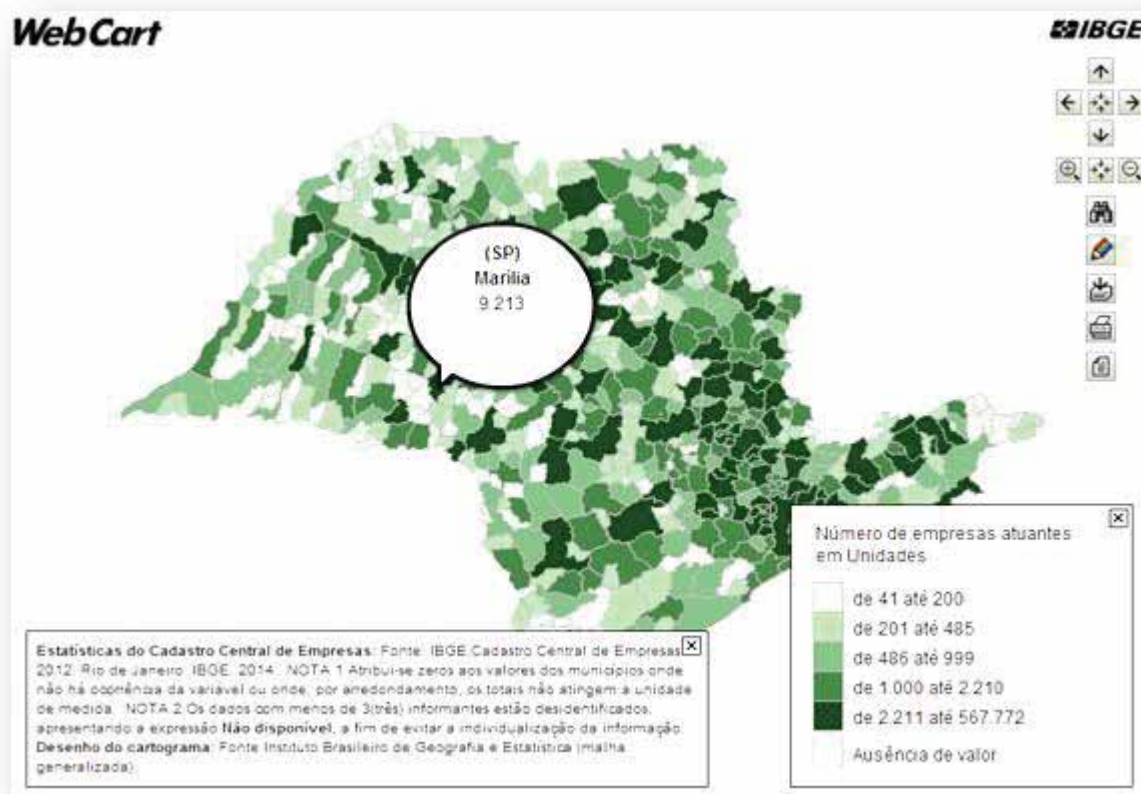 WebCart
IBGE
(SP)
Marília
9.213
Número de empresas atuantes
em Unidades
de 41 até 200
de 201 até 485
de 486 até 999
de 1.000 até 2.210
de 2.211 até 567.772
Ausência de valor
Estatísticas do Cadastro Central de Empresas: Fonte: IBGE.Cadastro Central de Empresas
2012. Rio de Janeiro: IBGE, 2014. NOTA 1 Atribui-se zeros aos valores dos municípios onde
não há ocorrência da variável ou onde, por arredondamento, os totais não atingem a unidade
de medida. NOTA 2 Os dados com menos de 3(três) informantes estão desidentificados,
apresentando a expressão Não disponível, a fim de evitar a individualização da informação.
Desenho do cartograma: Fonte Instituto Brasileiro de Geografia e Estatística (malha
generalizada)